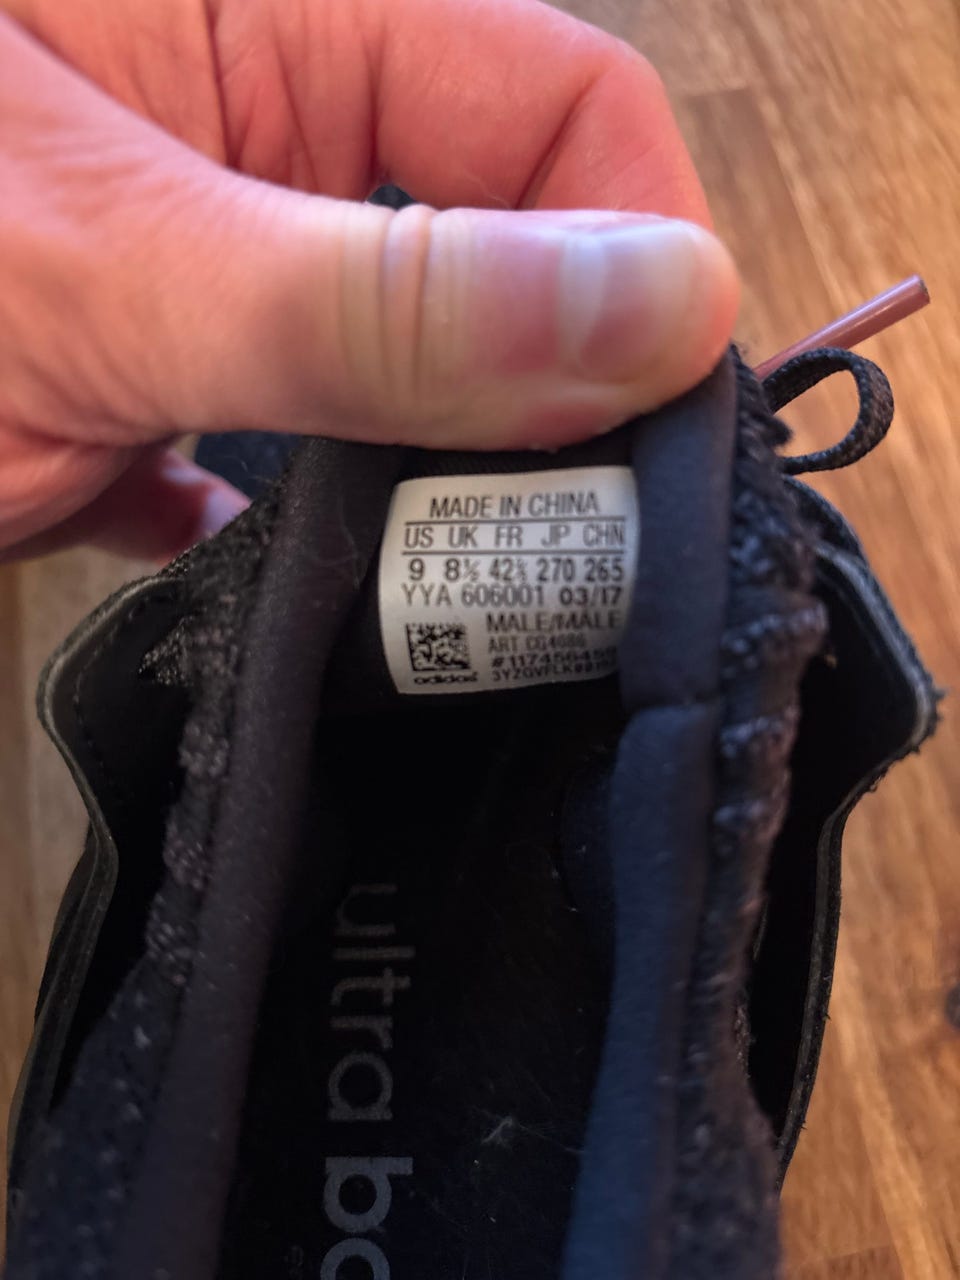 MADE IN CHINA
US UK FR JP CHN
9 8½ 42⅔ 270 265
YYA 606001 03/17
MALE/MALE
ART CG4086
adidas
ultra bo